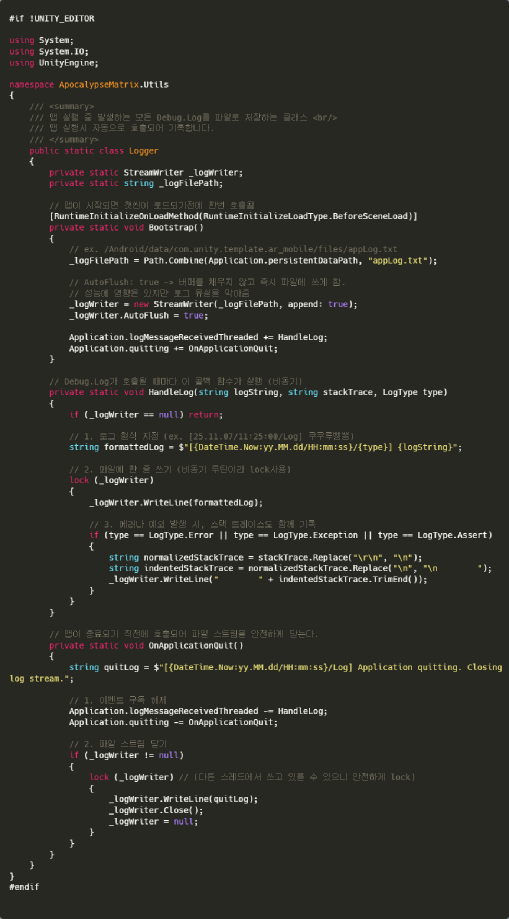 #if !UNITY_EDITOR
using System;
using System.IO;
using UnityEngine;
namespace ApocalypseMatrix.Utils
{
/// <summary>
/// 앱 실행 중 발생하는 모든 Debug.Log를 파일로 저장하는 클래스 <br/>
/// 앱 실행시 자동으로 호출되어 기록합니다.
/// </summary>
public static class Logger
{
private static StreamWriter _logWriter;
private static string _logFilePath;
// 앱이 시작되면 첫씬이 로드되기전에 한번 호출됨
[RuntimeInitializeOnLoadMethod(RuntimeInitializeLoadType.BeforeSceneLoad)]
private static void Bootstrap()
{
// ex. /Android/data/com.unity.template.ar_mobile/files/appLog.txt
_logFilePath = Path.Combine(Application.persistentDataPath, "appLog.txt");
// AutoFlush: true -> 버퍼를 채우지 않고 즉시 파일에 쓰게 함.
// 성능에 영향은 있지만 로그 유실을 막아줌
_logWriter = new StreamWriter(_logFilePath, append: true);
_logWriter.AutoFlush = true;
Application.logMessageReceivedThreaded += HandleLog;
Application.quitting += OnApplicationQuit;
}
// Debug.Log가 호출될 때마다 이 콜백 함수가 실행 (비동기)
private static void HandleLog(string logString, string stackTrace, LogType type)
{
if (_logWriter == null) return;
// 1. 로그 형식 지정 (ex. [25.11.07/11:25:00/Log] 쿠쿠루삥뽕)
string formattedLog = $"[{DateTime.Now:yy.MM.dd/HH:mm:ss}/{type}] {logString}";
// 2. 파일에 한 줄 쓰기 (비동기 루틴이라 lock사용)
lock (_logWriter)
{
_logWriter.WriteLine(formattedLog);
// 3. 에러나 예외 발생 시, 스택 트레이스도 함께 기록
if (type == LogType.Error || type == LogType.Exception || type == LogType.Assert)
{
string normalizedStackTrace = stackTrace.Replace("\r\n", "\n");
string indentedStackTrace = normalizedStackTrace.Replace("\n", "\n        ");
_logWriter.WriteLine("        " + indentedStackTrace.TrimEnd());
}
}
}
// 앱이 종료되기 직전에 호출되어 파일 스트림을 안전하게 닫는다.
private static void OnApplicationQuit()
{
string quitLog = $"[{DateTime.Now:yy.MM.dd/HH:mm:ss}/Log] Application quitting. Closing
log stream.";
// 1. 이벤트 구독 해제
Application.logMessageReceivedThreaded -= HandleLog;
Application.quitting -= OnApplicationQuit;
// 2. 파일 스트림 닫기
if (_logWriter != null)
{
lock (_logWriter) // (다른 스레드에서 쓰고 있을 수 있으니 안전하게 lock)
{
_logWriter.WriteLine(quitLog);
_logWriter.Close();
_logWriter = null;
}
}
}
}
}
#endif